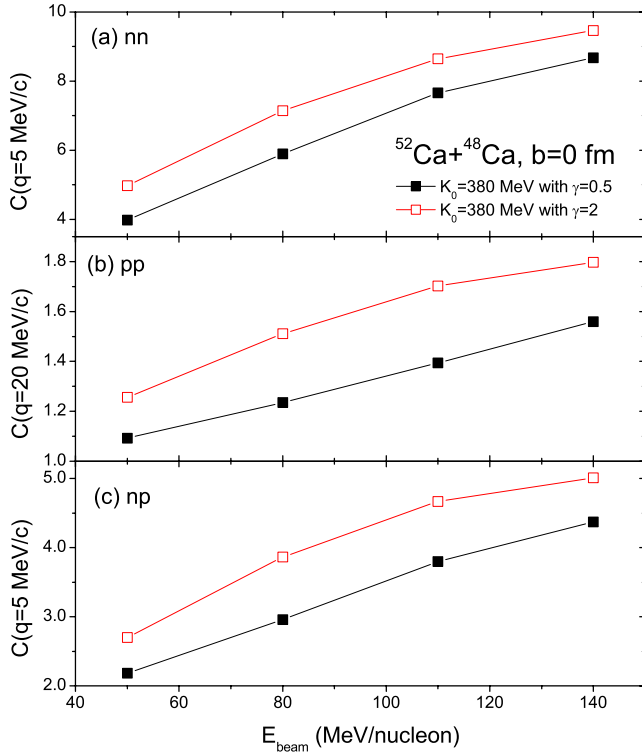 (a) nn
C(q=5 MeV/c)
10
8
6
4
⁵²Ca+⁴⁸Ca, b=0 fm
K₀=380 MeV with γ=0.5
K₀=380 MeV with γ=2
(b) pp
C(q=20 MeV/c)
1.8
1.6
1.4
1.2
1.0
(c) np
C(q=5 MeV/c)
5.0
4.0
3.0
2.0
40 60 80 100 120 140
E_beam (MeV/nucleon)